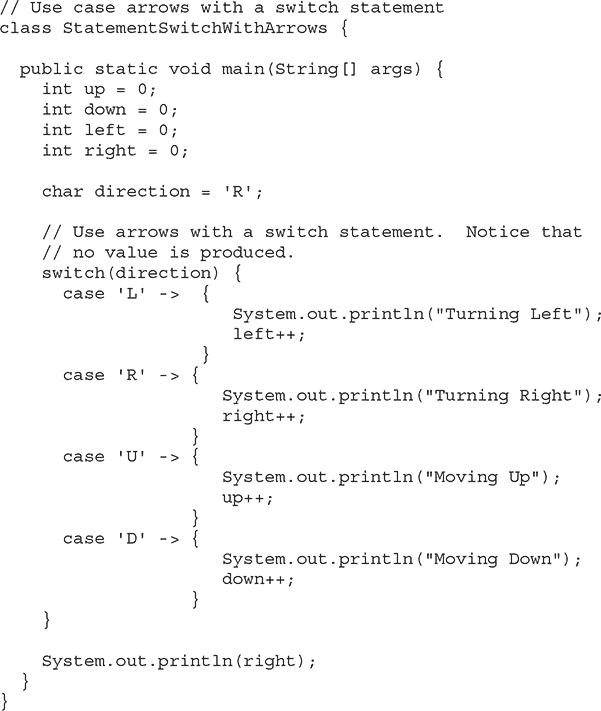 // Use case arrows with a switch statement
class StatementSwitchWithArrows {

  public static void main(String[] args) {
    int up = 0;
    int down = 0;
    int left = 0;
    int right = 0;

    char direction = 'R';

    // Use arrows with a switch statement.  Notice that
    // no value is produced.
    switch(direction) {
      case 'L' ->  {
                      System.out.println("Turning Left");
                      left++;
                   }
      case 'R' -> {
                     System.out.println("Turning Right");
                     right++;
                  }
      case 'U' -> {
                     System.out.println("Moving Up");
                     up++;
                  }
      case 'D' -> {
                     System.out.println("Moving Down");
                     down++;
                  }
    }

    System.out.println(right);
  }
}